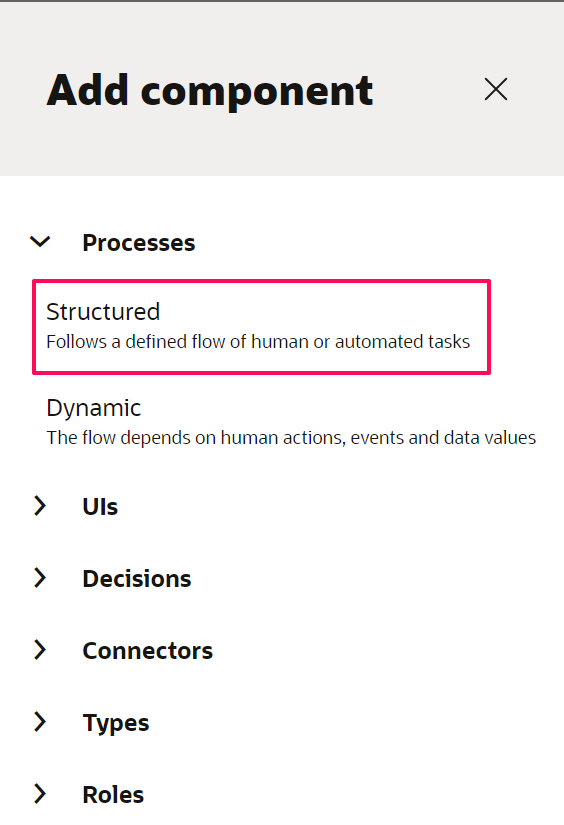 Add component
Processes
Structured
Follows a defined flow of human or automated tasks
Dynamic
The flow depends on human actions, events and data values
UIs
Decisions
Connectors
Types
Roles